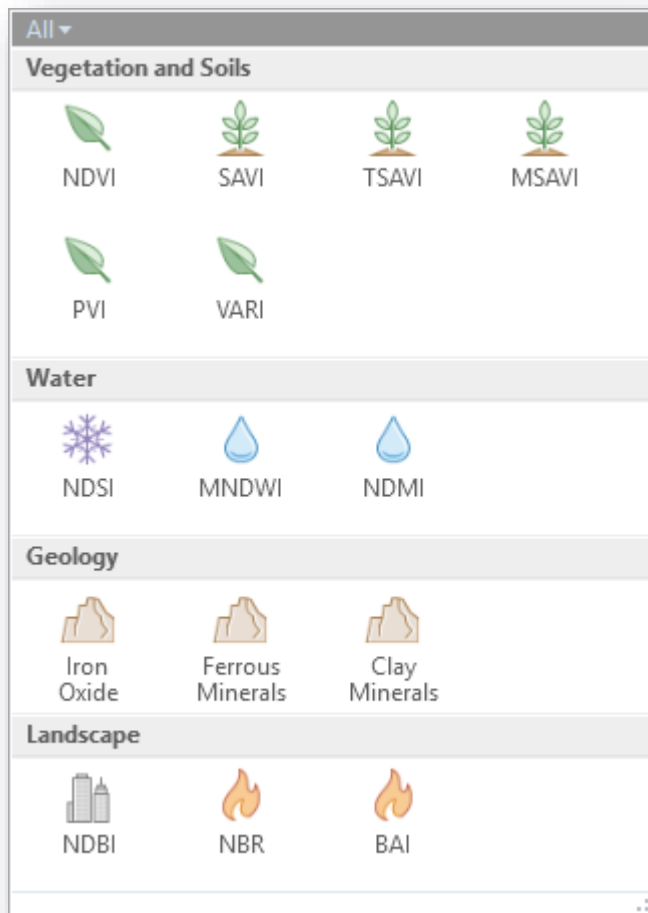 All
Vegetation and Soils
NDVI SAVI TSAVI MSAVI
PVI VARI
Water
NDSI MNDWI NDMI
Geology
Iron Oxide
Ferrous Minerals
Clay Minerals
Landscape
NDBI NBR BAI